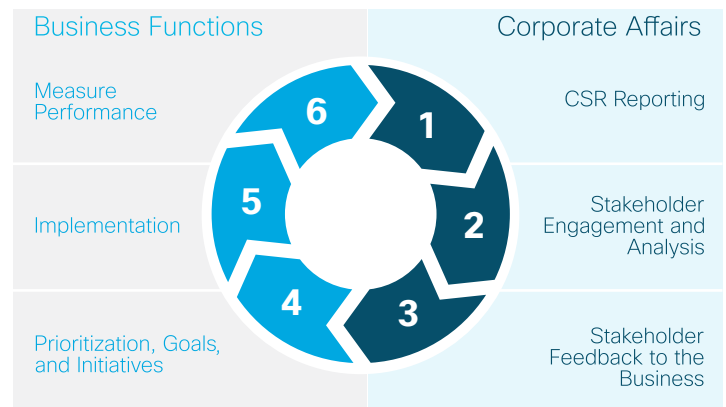 Business Functions
Corporate Affairs
Measure
Performance
6
1
CSR Reporting
Implementation
5
2
Stakeholder
Engagement and
Analysis
Prioritization, Goals,
and Initiatives
4
3
Stakeholder
Feedback to the
Business